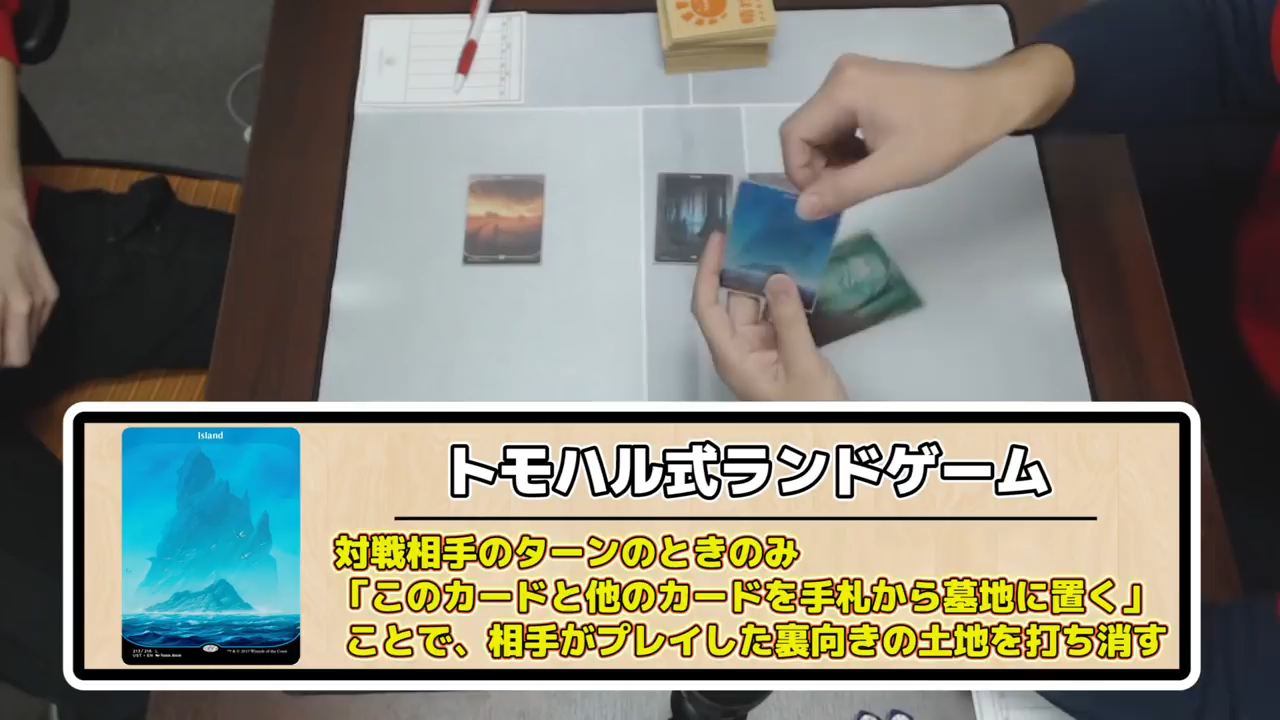 Island
トモハル式ランドゲーム
対戦相手のターンのときのみ
「このカードと他のカードを手札から墓地に置く」
ことで、相手がプレイした裏向きの土地を打ち消す